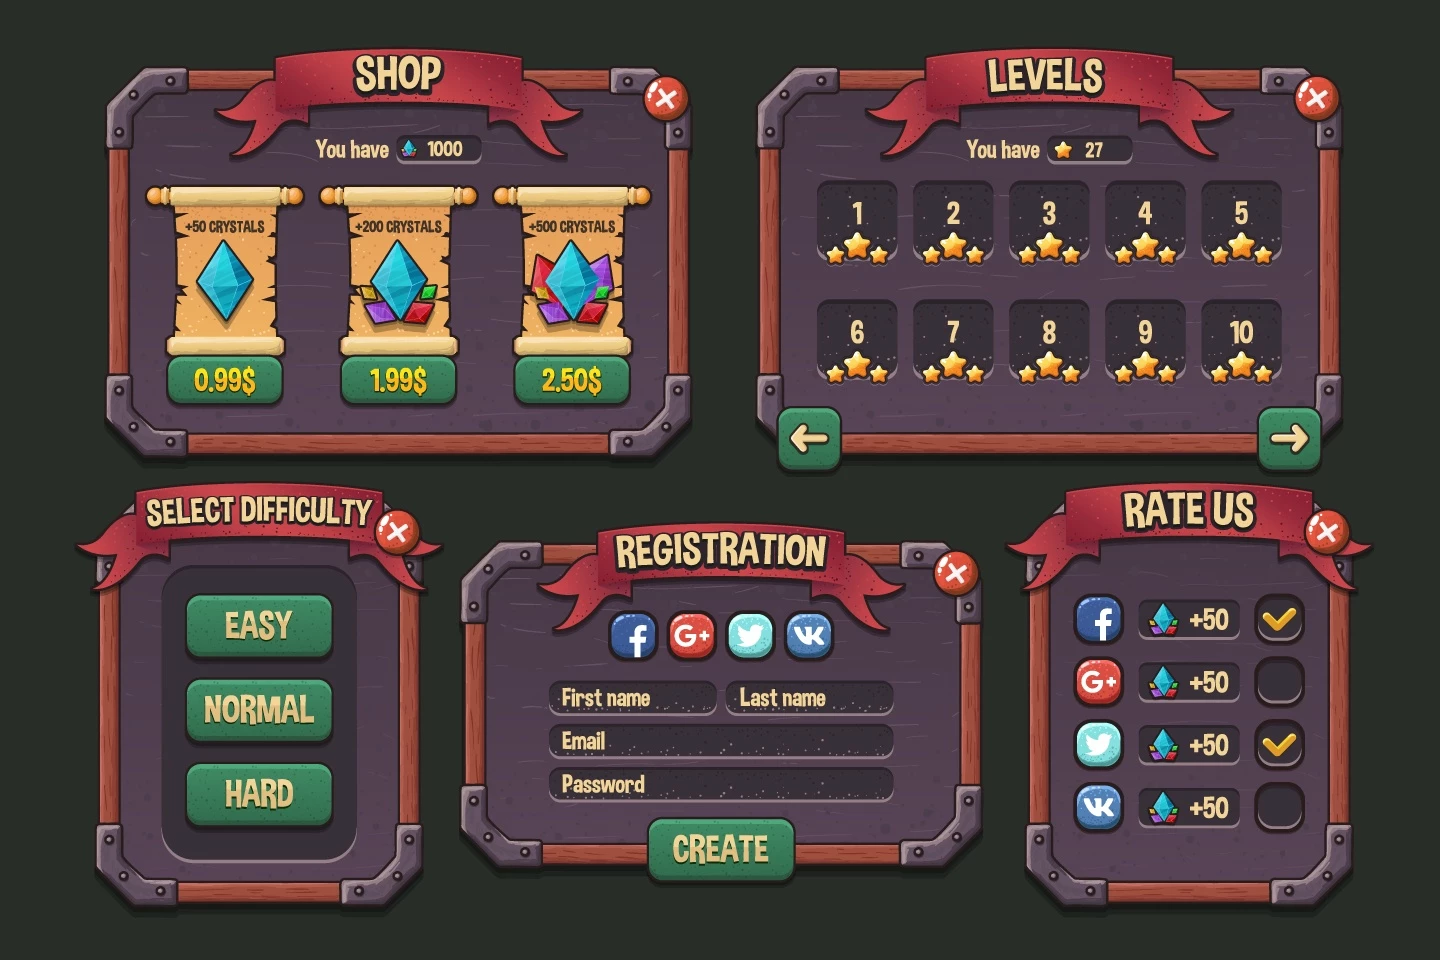 SHOP
You have 1000
+50 CRYSTALS
+200 CRYSTALS
+500 CRYSTALS
0.99$
1.99$
2.50$
LEVELS
You have 27
1 2 3 4 5
6 7 8 9 10
SELECT DIFFICULTY
EASY
NORMAL
HARD
REGISTRATION
f G+ VK
First name Last name
Email
Password
CREATE
RATE US
f +50
G+ +50
+50
VK +50